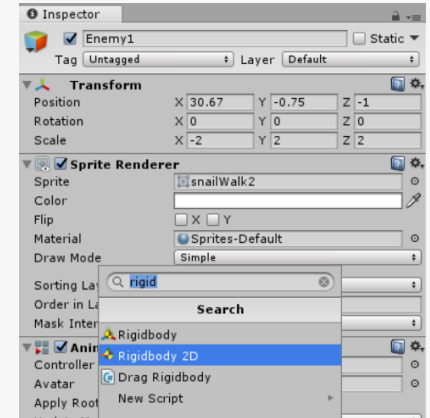 Inspector
Enemy1 Static
Tag Untagged Layer Default
Transform
Position X 30.67 Y -0.75 Z -1
Rotation X 0 Y 0 Z 0
Scale X -2 Y 2 Z 2
Sprite Renderer
Sprite snailWalk2
Color
Flip X Y
Material Sprites-Default
Draw Mode Simple
Sorting La
rigid
Order in La
Search
Mask Inter
Rigidbody
Anin
Rigidbody 2D
Controller
Drag Rigidbody
Avatar
New Script
Apply Root